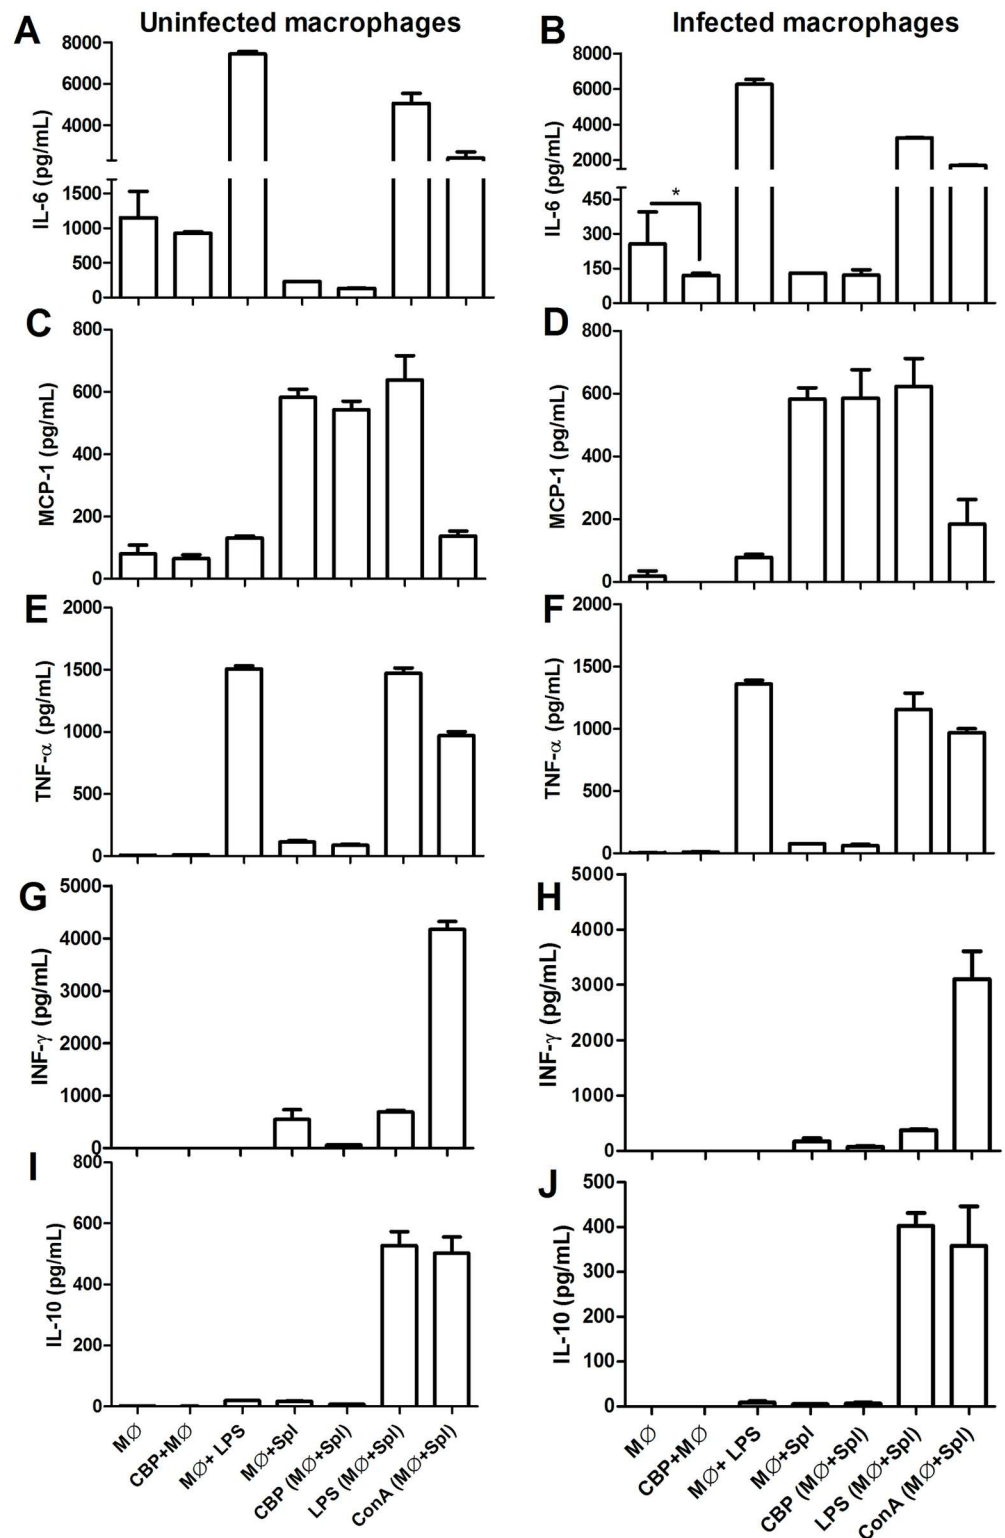 A Uninfected macrophages
B Infected macrophages
IL-6 (pg/mL)
8000
6000
4000
1500
1000
500
0
IL-6 (pg/mL)
8000
6000
4000
2000
450
300
150
0
*
C
MCP-1 (pg/mL)
800
600
400
200
0
D
MCP-1 (pg/mL)
800
600
400
200
0
E
TNF-α (pg/mL)
2000
1500
1000
500
0
F
TNF-α (pg/mL)
2000
1500
1000
500
0
G
INF-γ (pg/mL)
5000
4000
3000
2000
1000
0
H
INF-γ (pg/mL)
5000
4000
3000
2000
1000
0
I
IL-10 (pg/mL)
800
600
400
200
0
J
IL-10 (pg/mL)
500
400
300
200
100
0
MØ
CBP+MØ
MØ+ LPS
MØ+Spl
CBP (MØ+Spl)
LPS (MØ+Spl)
ConA (MØ+Spl)
MØ
CBP+MØ
MØ+ LPS
MØ+Spl
CBP (MØ+Spl)
LPS (MØ+Spl)
ConA (MØ+Spl)